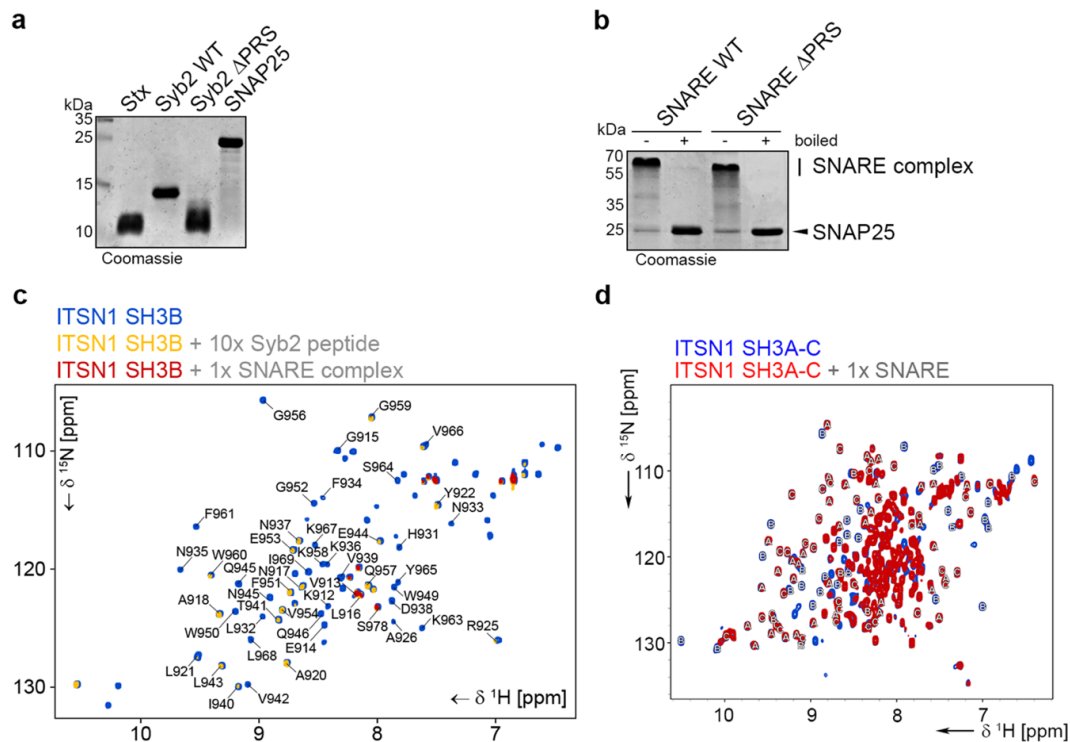 a
Stx
Syb2 WT
Syb2 ΔPRS
SNAP25
kDa
35
25
15
10
Coomassie
b
SNARE WT
SNARE ΔPRS
kDa
- + - + boiled
70
55
35
25
SNARE complex
SNAP25
Coomassie
c
ITSN1 SH3B
ITSN1 SH3B + 10x Syb2 peptide
ITSN1 SH3B + 1x SNARE complex
G956
G959
G915
V966
S964
G952
F934
Y922
N933
F961
N937
K967
E944
H931
E953
K958
K936
N935
W960
I969
V939
Q945
N917
V913
Q957
Y965
F951
K912
W949
A918
N945
T941
V954
L916
D938
W950
L932
Q946
S978
K963
R925
E914
A926
L968
L921
L943
A920
I940
V942
110
120
130
← δ ¹⁵N [ppm]
← δ ¹H [ppm]
10 9 8 7
d
ITSN1 SH3A-C
ITSN1 SH3A-C + 1x SNARE
110
120
130
← δ ¹⁵N [ppm]
10 9 8 7
← δ ¹H [ppm]